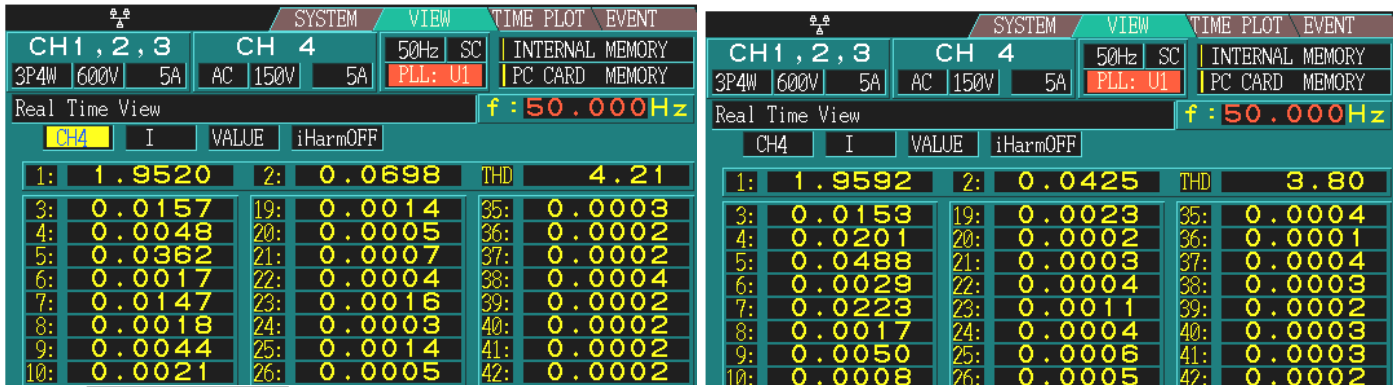 SYSTEM VIEW TIME PLOT EVENT
CH1,2,3 CH 4 50Hz SC INTERNAL MEMORY
3P4W 600V 5A AC 150V 5A PLL: U1 PC CARD MEMORY
Real Time View f:50.000Hz
CH4 I VALUE iHarmOFF
1: 1.9520 2: 0.0698 THD 4.21
3: 0.0157 19: 0.0014 35: 0.0003
4: 0.0048 20: 0.0005 36: 0.0002
5: 0.0362 21: 0.0007 37: 0.0002
6: 0.0017 22: 0.0004 38: 0.0004
7: 0.0147 23: 0.0016 39: 0.0002
8: 0.0018 24: 0.0003 40: 0.0002
9: 0.0044 25: 0.0014 41: 0.0002
10: 0.0021 26: 0.0005 42: 0.0002
SYSTEM VIEW TIME PLOT EVENT
CH1,2,3 CH 4 50Hz SC INTERNAL MEMORY
3P4W 600V 5A AC 150V 5A PLL: U1 PC CARD MEMORY
Real Time View f:50.000Hz
CH4 I VALUE iHarmOFF
1: 1.9592 2: 0.0425 THD 3.80
3: 0.0153 19: 0.0023 35: 0.0004
4: 0.0201 20: 0.0002 36: 0.0001
5: 0.0488 21: 0.0003 37: 0.0004
6: 0.0029 22: 0.0004 38: 0.0003
7: 0.0223 23: 0.0011 39: 0.0002
8: 0.0017 24: 0.0004 40: 0.0003
9: 0.0050 25: 0.0006 41: 0.0003
10: 0.0008 26: 0.0005 42: 0.0002